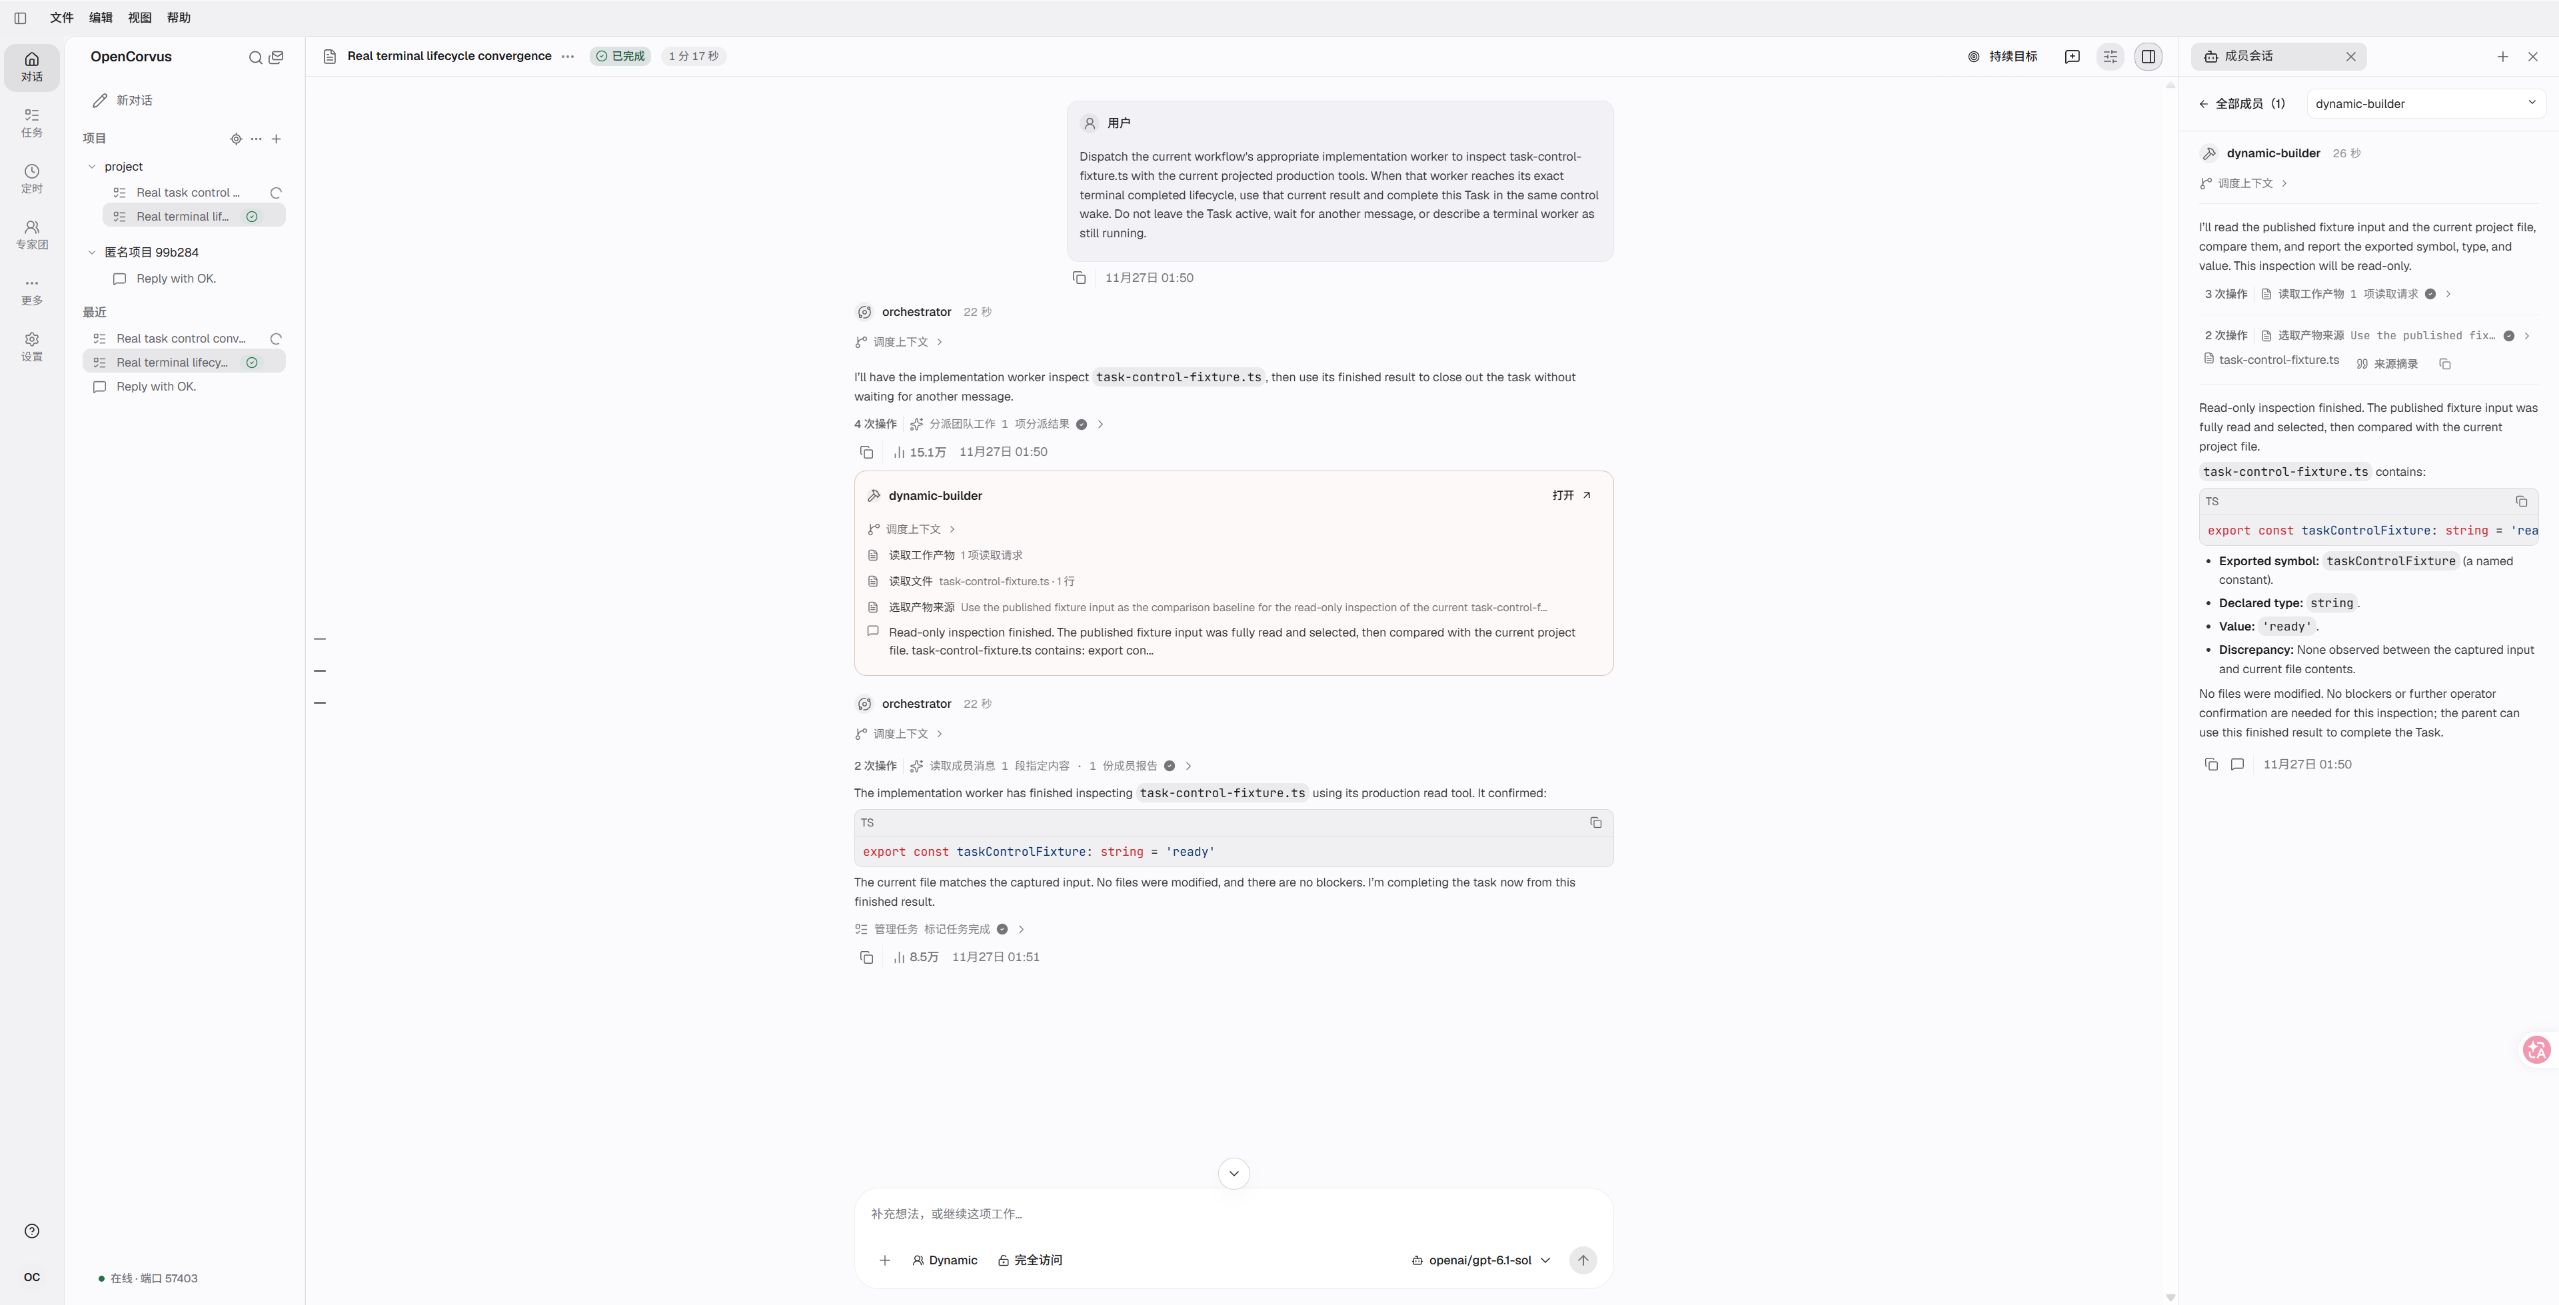 文件 编辑 视图 帮助
对话
任务
定时
专家团
更多
设置
OC
OpenCorvus
新对话
项目
project
Real task control ...
Real terminal lif...
匿名项目 99b284
Reply with OK.
最近
Real task control conv...
Real terminal lifecy...
Reply with OK.
在线 · 端口 57403
Real terminal lifecycle convergence 已完成 1 分 17 秒
持续目标
用户
Dispatch the current workflow's appropriate implementation worker to inspect task-control-
fixture.ts with the current projected production tools. When that worker reaches its exact
terminal completed lifecycle, use that current result and complete this Task in the same control
wake. Do not leave the Task active, wait for another message, or describe a terminal worker as
still running.
11月27日 01:50
orchestrator 22 秒
调度上下文
I'll have the implementation worker inspect task-control-fixture.ts, then use its finished result to close out the task without
waiting for another message.
4 次操作 分派团队工作 1 项分派结果
15.1万 11月27日 01:50
dynamic-builder 打开
调度上下文
读取工作产物 1 项读取请求
读取文件 task-control-fixture.ts · 1 行
选取产物来源 Use the published fixture input as the comparison baseline for the read-only inspection of the current task-control-f...
Read-only inspection finished. The published fixture input was fully read and selected, then compared with the current project
file. task-control-fixture.ts contains: export con...
orchestrator 22 秒
调度上下文
2 次操作 读取成员消息 1 段指定内容 · 1 份成员报告
The implementation worker has finished inspecting task-control-fixture.ts using its production read tool. It confirmed:
TS
export const taskControlFixture: string = 'ready'
The current file matches the captured input. No files were modified, and there are no blockers. I'm completing the task now from this
finished result.
管理任务 标记任务完成
8.5万 11月27日 01:51
补充想法，或继续这项工作...
Dynamic 完全访问 openai/gpt-6.1-sol
成员会话
全部成员（1） dynamic-builder
dynamic-builder 26 秒
调度上下文
I'll read the published fixture input and the current project file,
compare them, and report the exported symbol, type, and
value. This inspection will be read-only.
3 次操作 读取工作产物 1 项读取请求
2 次操作 选取产物来源 Use the published fix...
task-control-fixture.ts 来源摘录
Read-only inspection finished. The published fixture input was
fully read and selected, then compared with the current
project file.
task-control-fixture.ts contains:
TS
export const taskControlFixture: string = 'rea
• Exported symbol: taskControlFixture (a named
constant).
• Declared type: string.
• Value: 'ready'.
• Discrepancy: None observed between the captured input
and current file contents.
No files were modified. No blockers or further operator
confirmation are needed for this inspection; the parent can
use this finished result to complete the Task.
11月27日 01:50